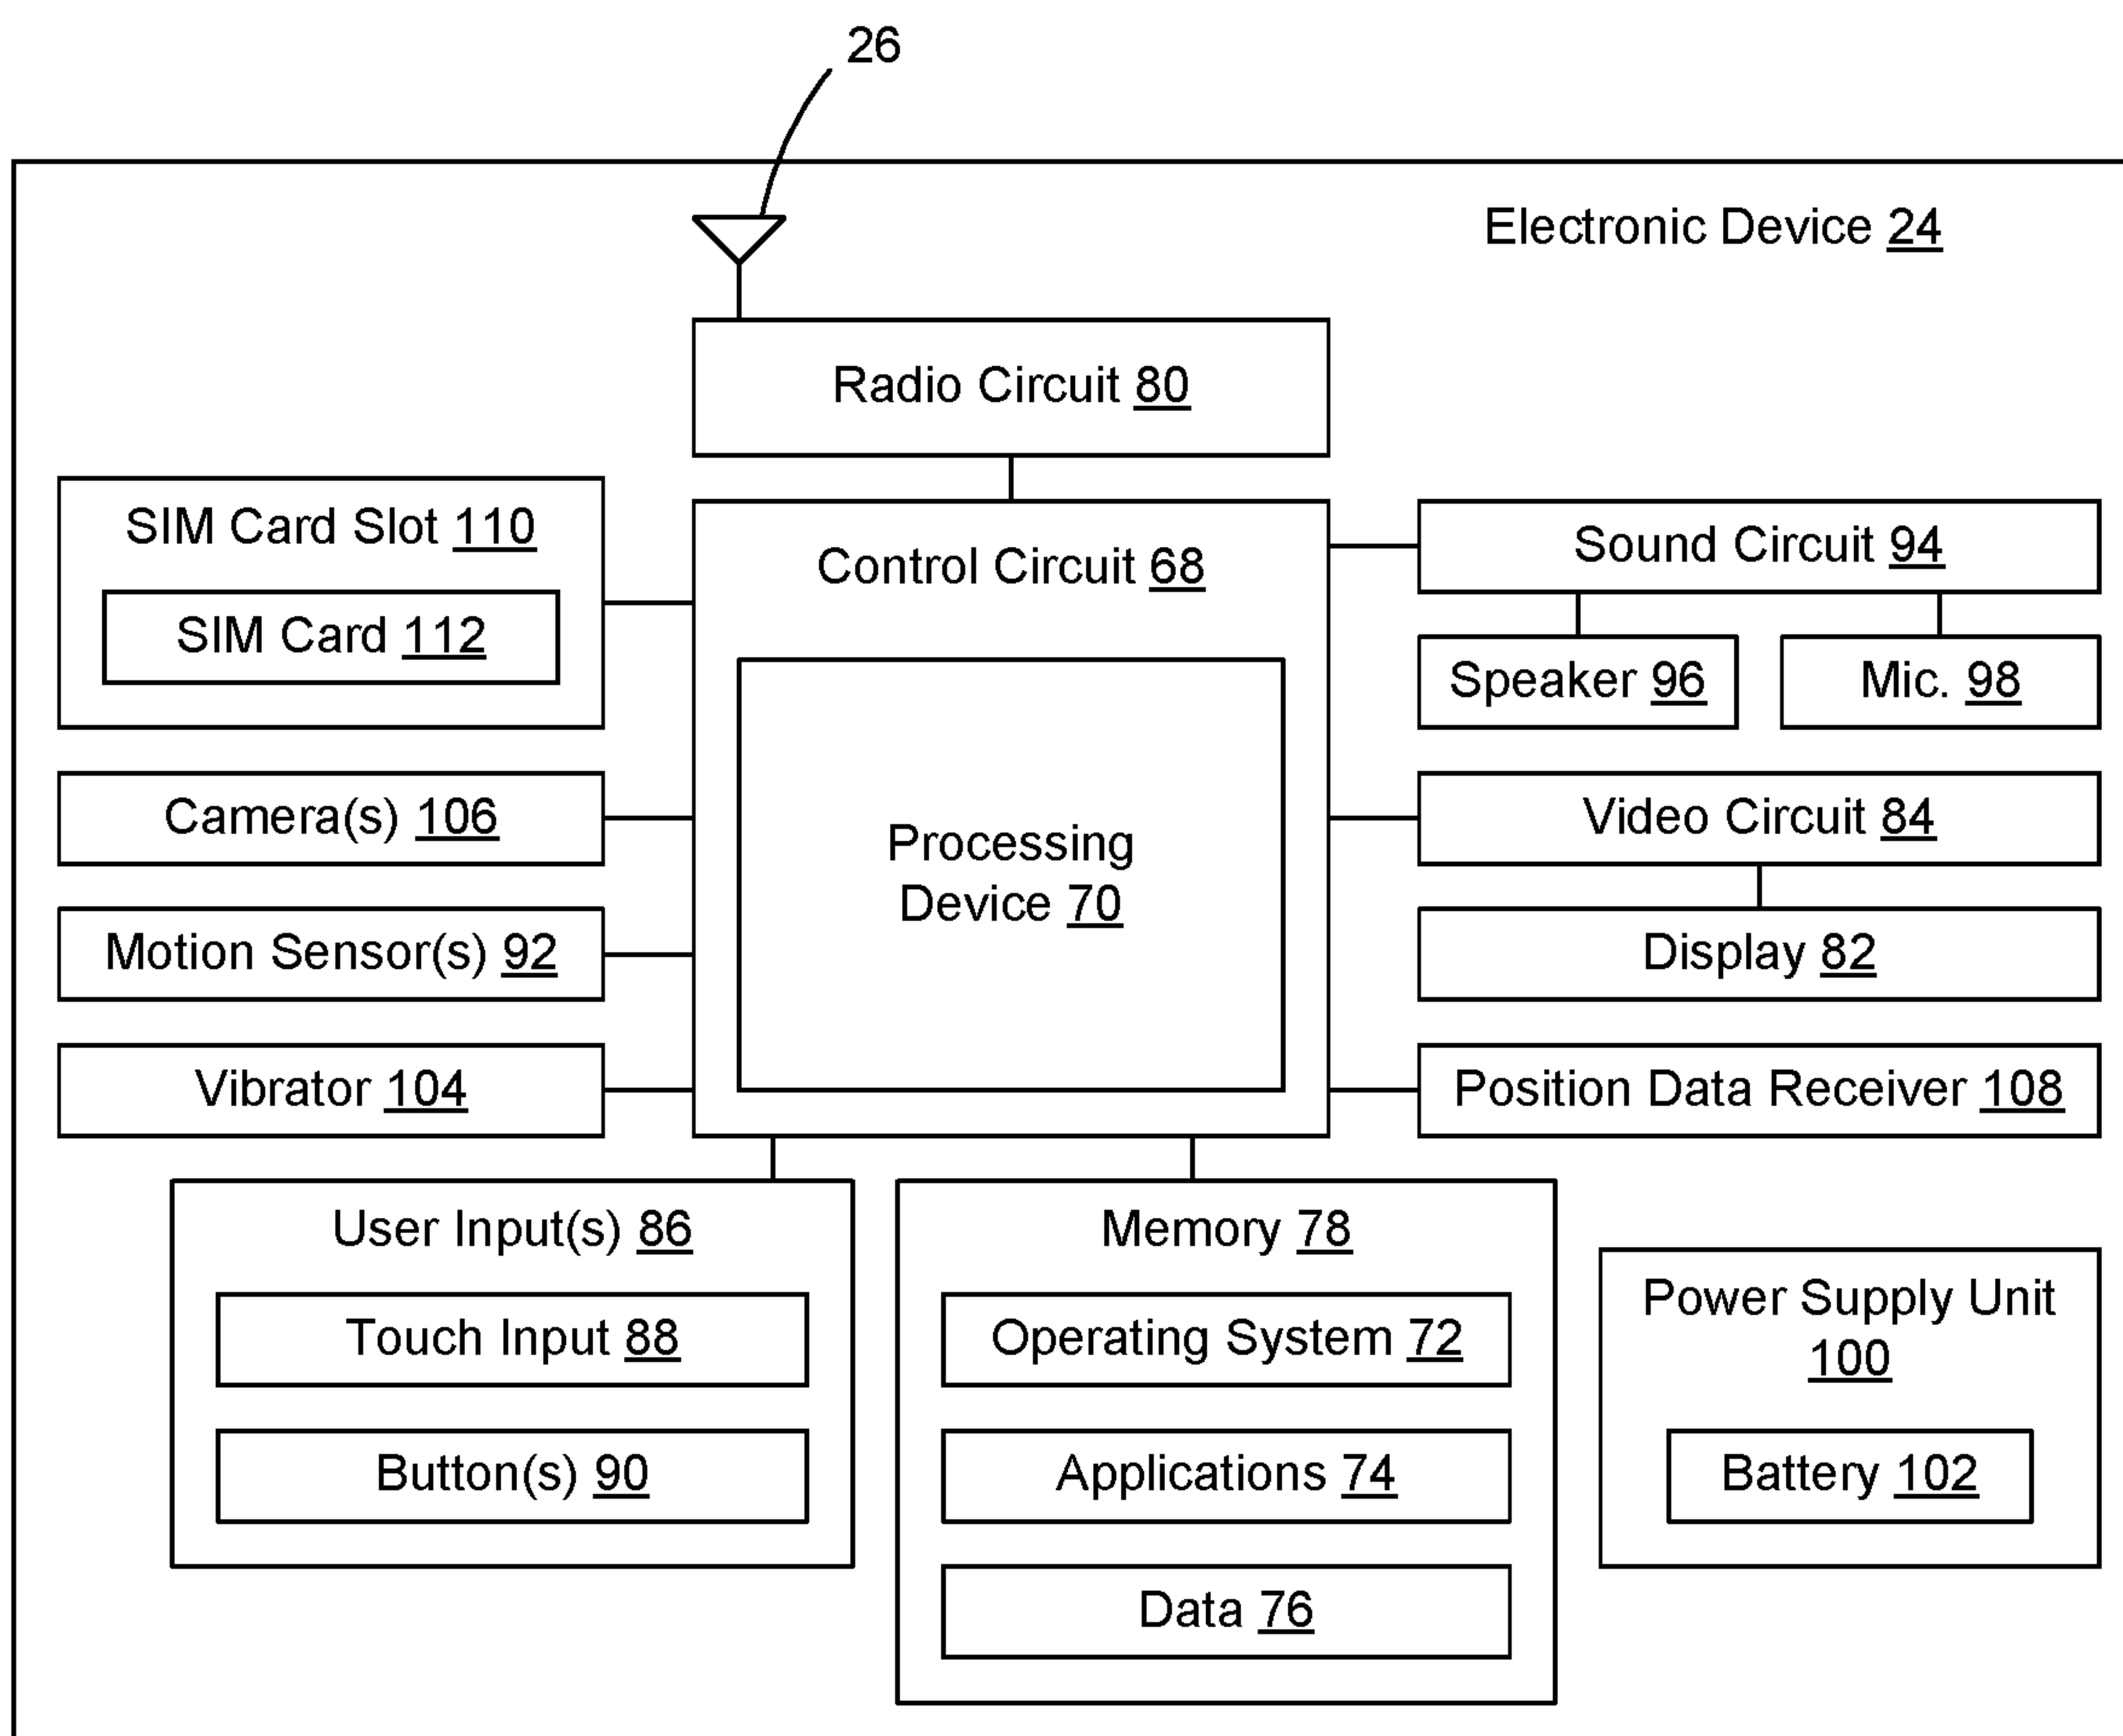 26
Electronic Device 24
Radio Circuit 80
SIM Card Slot 110
SIM Card 112
Control Circuit 68
Sound Circuit 94
Speaker 96
Mic. 98
Camera(s) 106
Processing
Device 70
Video Circuit 84
Motion Sensor(s) 92
Display 82
Vibrator 104
Position Data Receiver 108
User Input(s) 86
Touch Input 88
Button(s) 90
Memory 78
Operating System 72
Applications 74
Data 76
Power Supply Unit
100
Battery 102